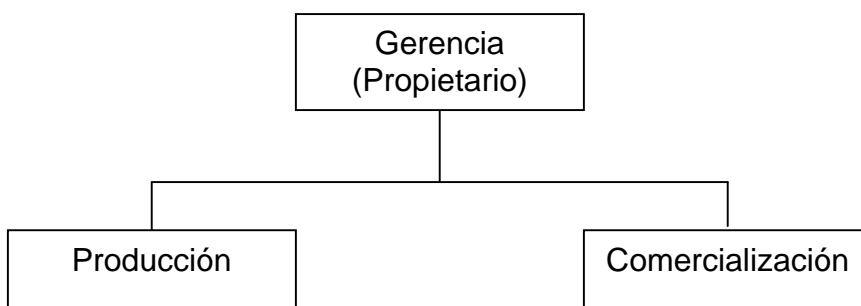 Gerencia
(Propietario)
Producción
Comercialización